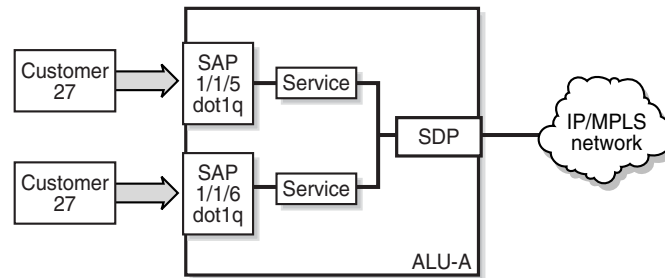 Customer
27
SAP
1/1/5
dot1q
Service
SDP
IP/MPLS
network
Customer
27
SAP
1/1/6
dot1q
Service
ALU-A